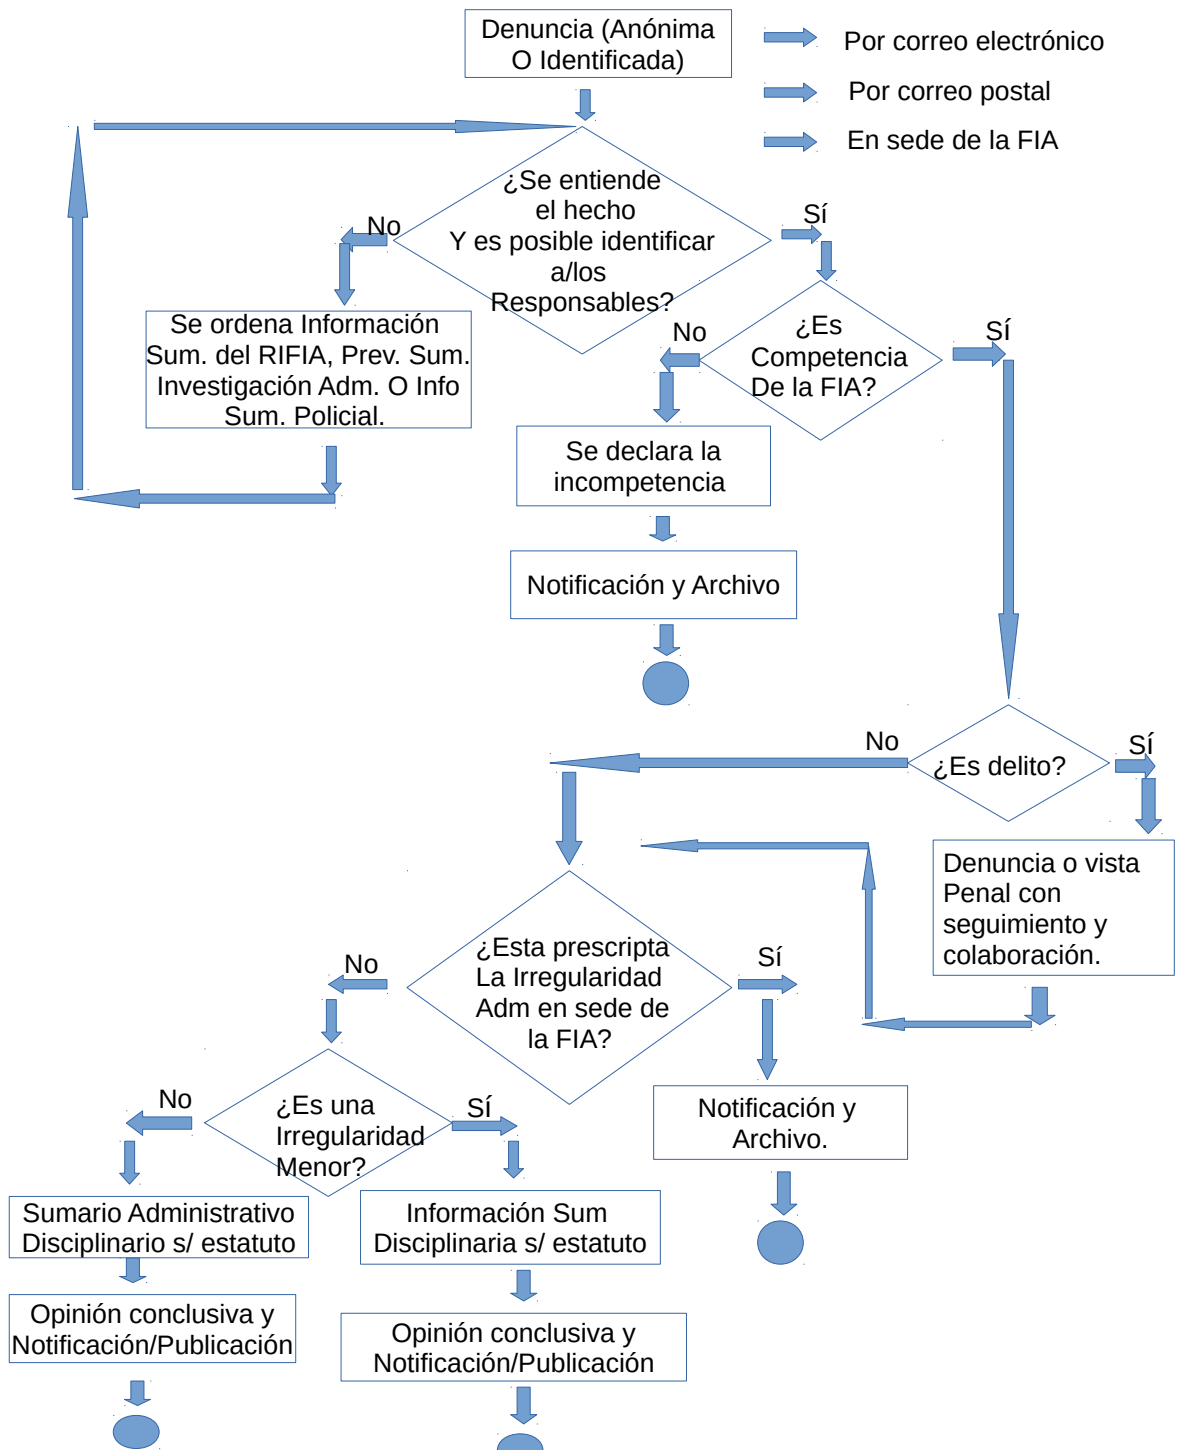 Denuncia (Anónima
O Identificada)
Por correo electrónico
Por correo postal
En sede de la FIA
¿Se entiende
el hecho
Y es posible identificar
a/los
Responsables?
No
Sí
Se ordena Información
Sum. del RIFIA, Prev. Sum.
Investigación Adm. O Info
Sum. Policial.
¿Es
Competencia
De la FIA?
No
Sí
Se declara la
incompetencia
Notificación y Archivo
¿Es delito?
No
Sí
Denuncia o vista
Penal con
seguimiento y
colaboración.
¿Esta prescripta
La Irregularidad
Adm en sede de
la FIA?
No
Sí
Notificación y
Archivo.
¿Es una
Irregularidad
Menor?
No
Sí
Sumario Administrativo
Disciplinario s/ estatuto
Información Sum
Disciplinaria s/ estatuto
Opinión conclusiva y
Notificación/Publicación
Opinión conclusiva y
Notificación/Publicación